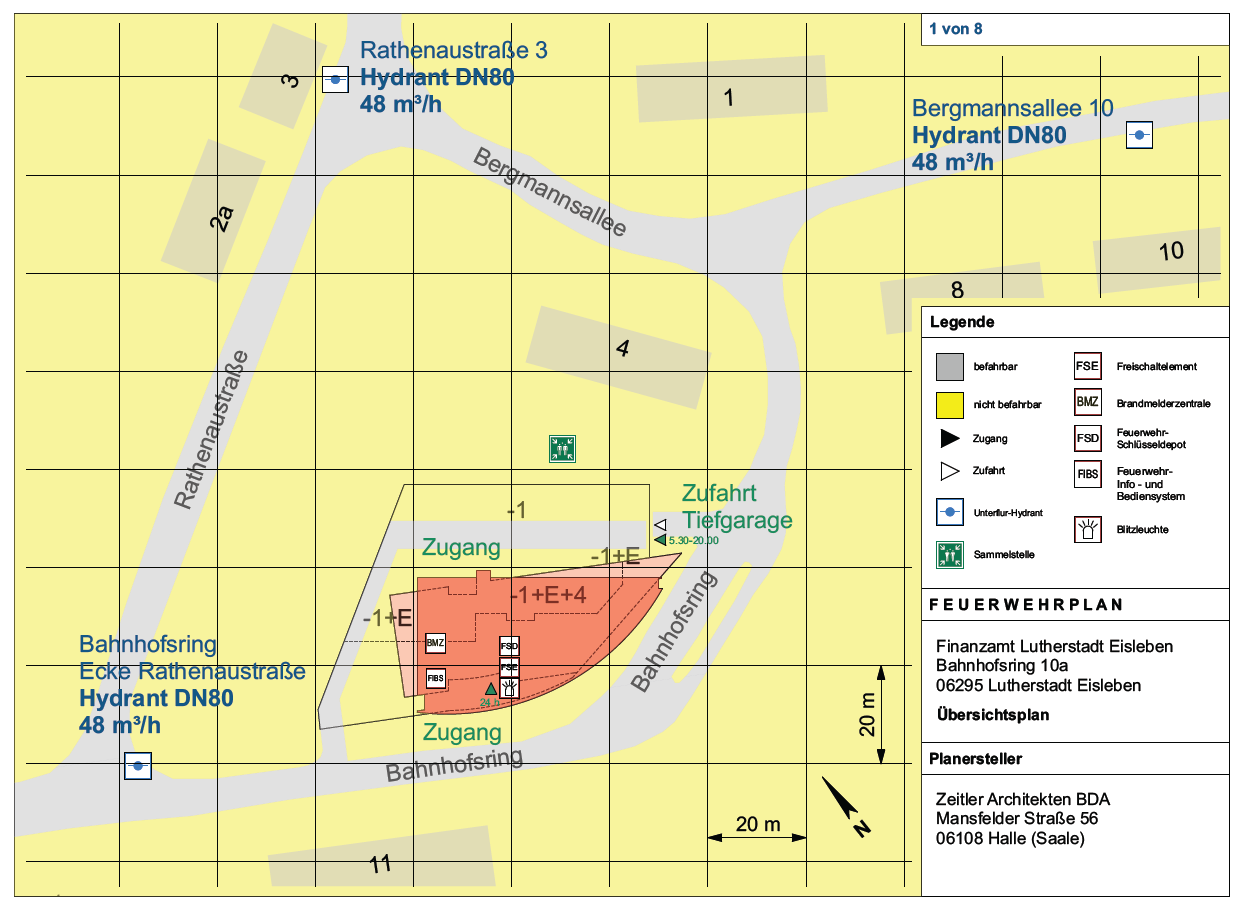 1 von 8
Rathenaustraße 3
Hydrant DN80
48 m³/h
3
1
Bergmannsallee 10
Hydrant DN80
48 m³/h
Bergmannsallee
2a
10
8
4
Rathenaustraße
Legende
befahrbar
nicht befahrbar
Zugang
Zufahrt
Unterflur-Hydrant
Sammelstelle
FSE
Freischaltelement
BMZ
Brandmelderzentrale
FSD
Feuerwehr-
Schlüsseldepot
FIBS
Feuerwehr-
Info - und
Bediensystem
Blitzleuchte
-1
Zufahrt
Tiefgarage
5.30-20.00
Zugang
-1+E
-1+E+4
-1+E
BMZ
FSD
FSE
FIBS
24 h
Zugang
Bahnhofsring
Bahnhofsring
Bahnhofsring
Ecke Rathenaustraße
Hydrant DN80
48 m³/h
11
20 m
20 m
N
FEUERWEHRPLAN
Finanzamt Lutherstadt Eisleben
Bahnhofsring 10a
06295 Lutherstadt Eisleben
Übersichtsplan
Planersteller
Zeitler Architekten BDA
Mansfelder Straße 56
06108 Halle (Saale)